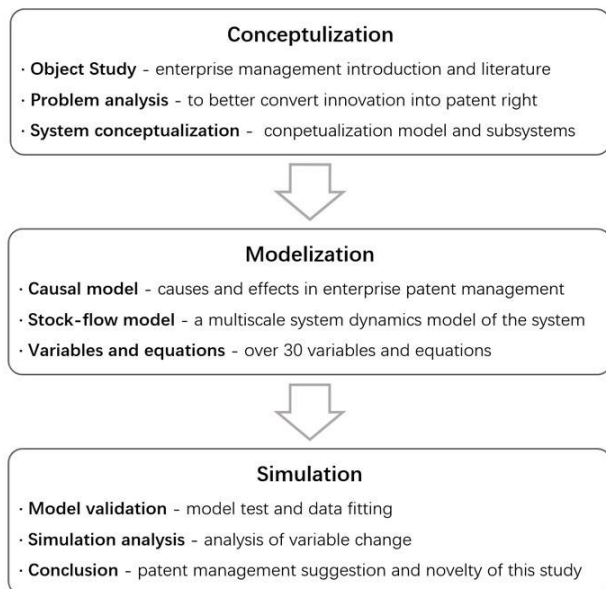 Conceptulization
· Object Study - enterprise management introduction and literature
· Problem analysis - to better convert innovation into patent right
· System conceptualization - conpetualization model and subsystems
Modelization
· Causal model - causes and effects in enterprise patent management
· Stock-flow model - a multiscale system dynamics model of the system
· Variables and equations - over 30 variables and equations
Simulation
· Model validation - model test and data fitting
· Simulation analysis - analysis of variable change
· Conclusion - patent management suggestion and novelty of this study